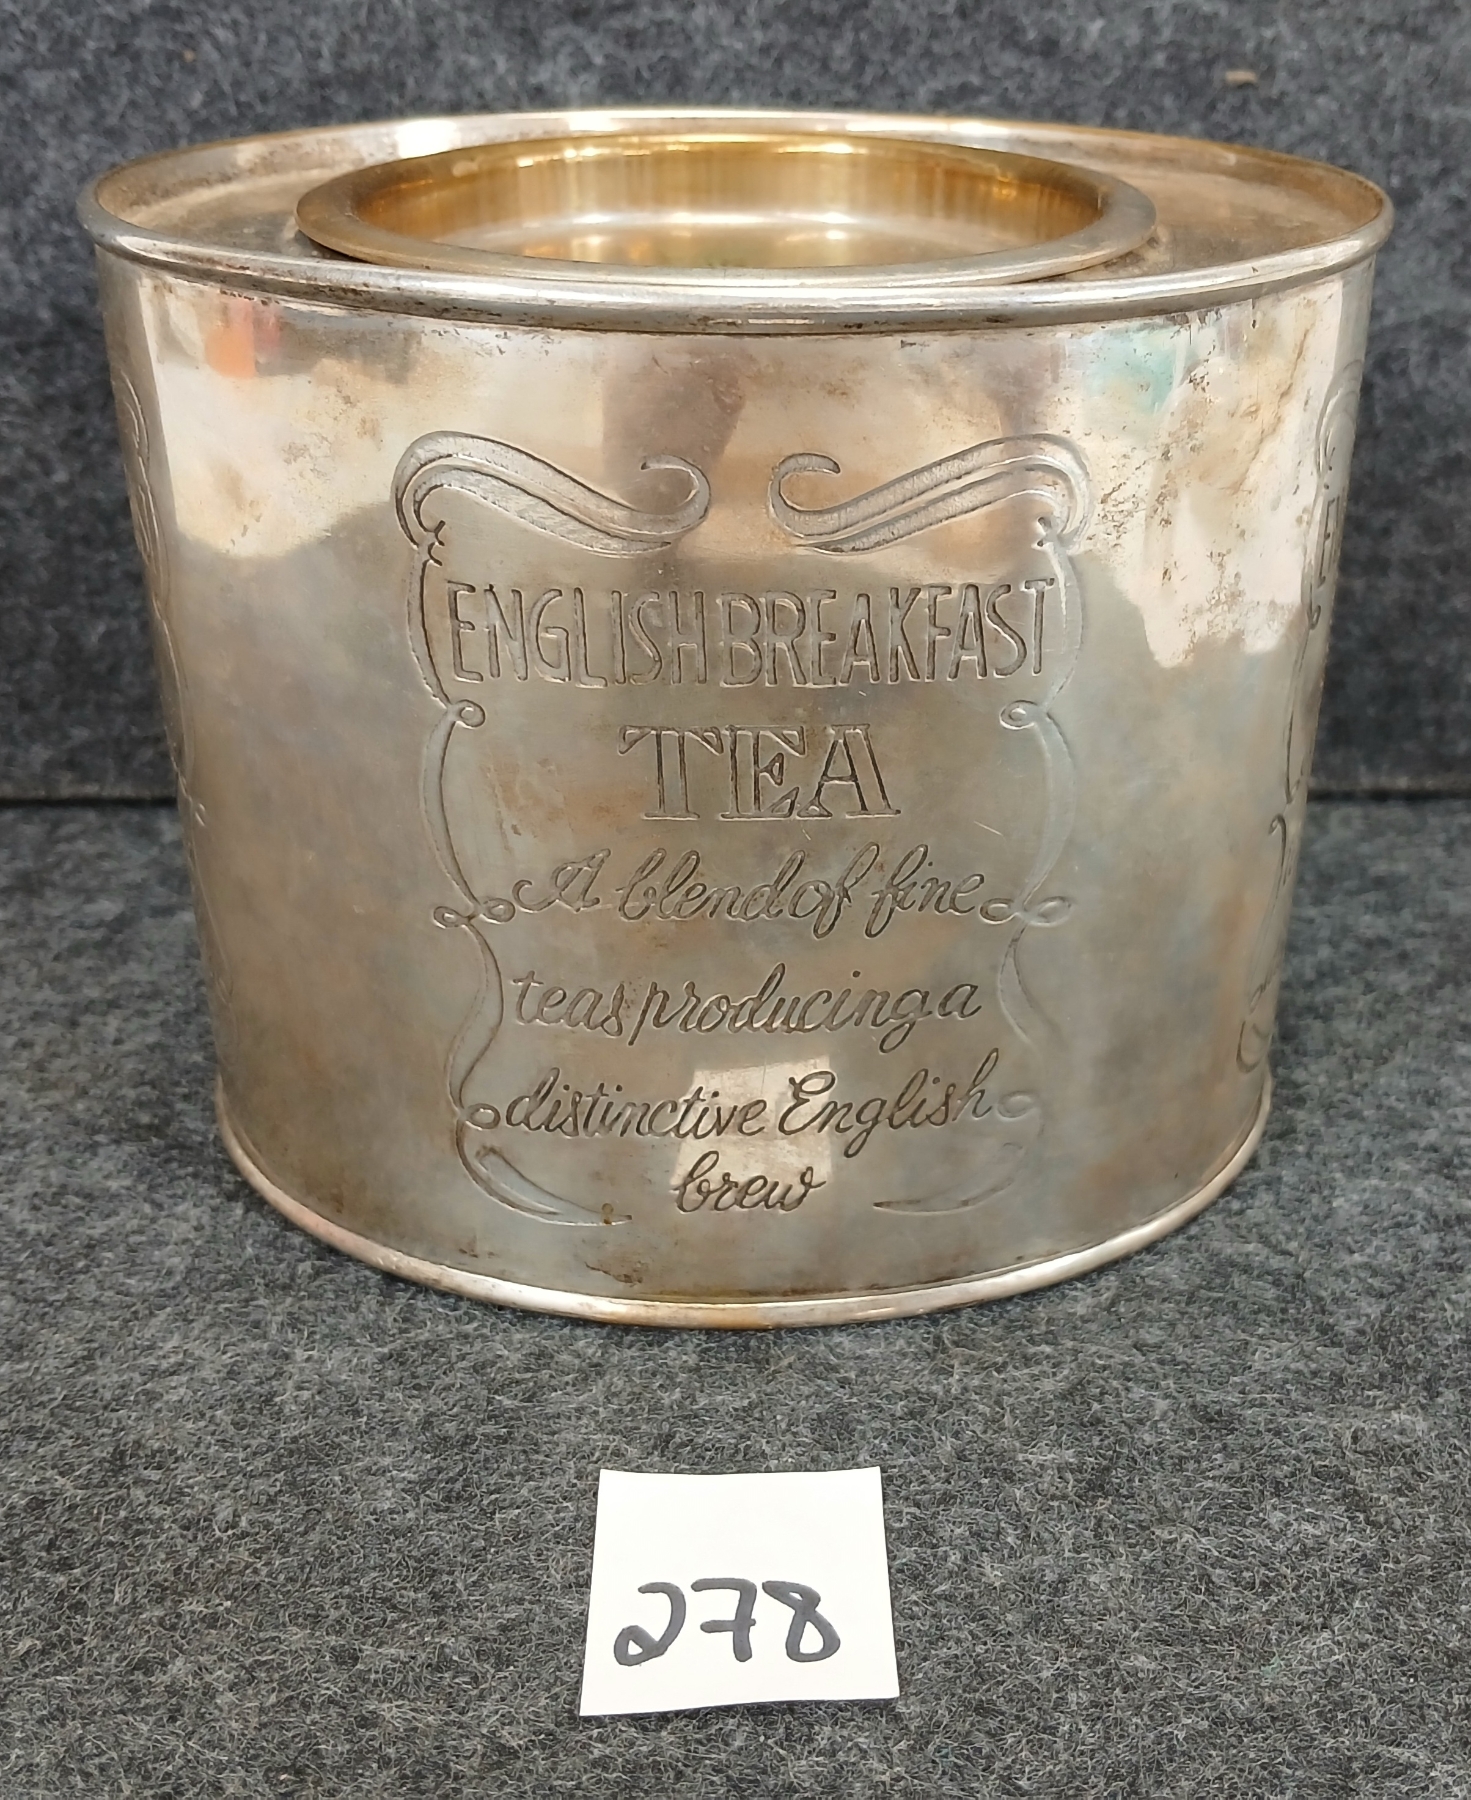 ENGLISH BREAKFAST
TEA
A blend of fine
teas producing a
distinctive English
brew
278